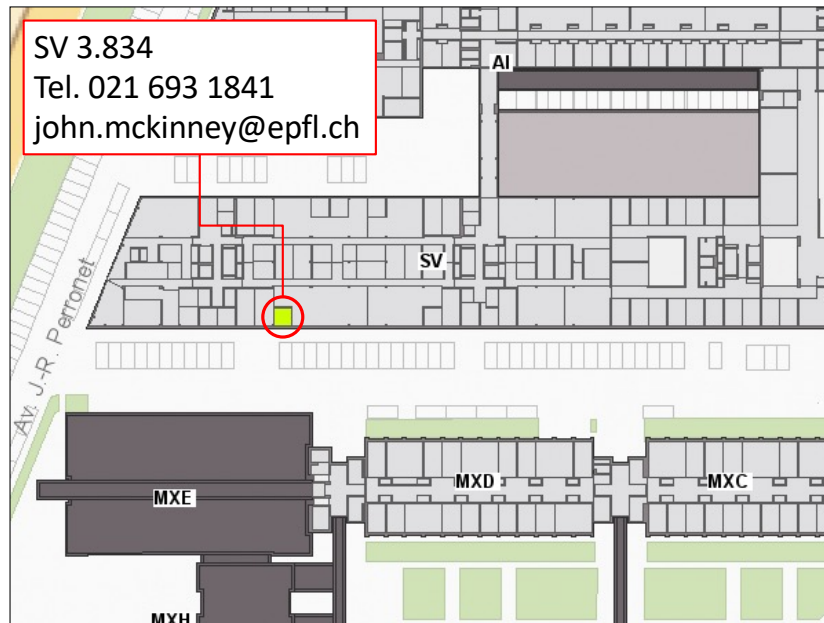 SV 3.834
Tel. 021 693 1841
john.mckinney@epfl.ch
AI
SV
Av. J.-R. Perronet
MXE
MXD
MXC
MXH